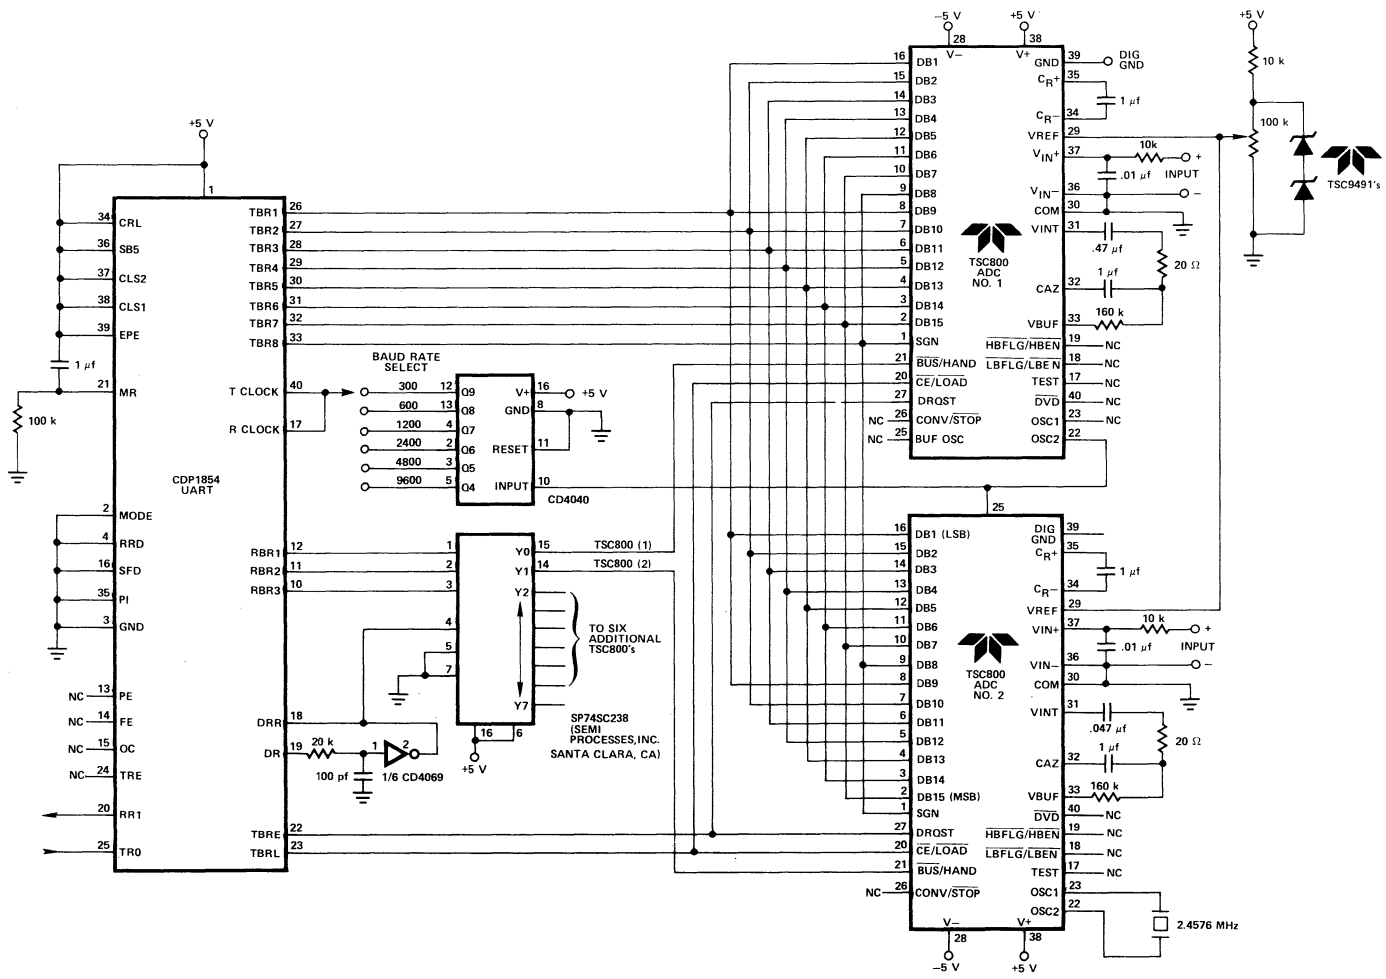 +5 V
1
34 CRL
36 SB5
37 CLS2
38 CLS1
39 EPE
1 µf
21 MR
100 k
2 MODE
4 RRD
16 SFD
35 PI
3 GND
NC 13 PE
NC 14 FE
NC 15 OC
NC 24 TRE
20 RR1
25 TR0
CDP1854
UART
TBR1 26
TBR2 27
TBR3 28
TBR4 29
TBR5 30
TBR6 31
TBR7 32
TBR8 33
T CLOCK 40
R CLOCK 17
RBR1 12
RBR2 11
RBR3 10
DRR 18
DR 19
20 k
100 pf
1 2
1/6 CD4069
TBRE 22
TBRL 23
BAUD RATE
SELECT
300 12 Q9
600 13 Q8
1200 4 Q7
2400 2 Q6
4800 3 Q5
9600 5 Q4
V+ 16 +5 V
GND 8
RESET 11
INPUT 10
CD4040
1
2
3
4
5
7
Y0 15 TSC800 (1)
Y1 14 TSC800 (2)
Y2
Y7
16 6
+5 V
TO SIX
ADDITIONAL
TSC800's
SP74SC238
(SEMI
PROCESSES,INC.
SANTA CLARA, CA)
−5 V +5 V
28 38
V− V+
16 DB1
15 DB2
14 DB3
13 DB4
12 DB5
11 DB6
10 DB7
9 DB8
8 DB9
7 DB10
6 DB11
5 DB12
4 DB13
3 DB14
2 DB15
1 SGN
21 BUS/HAND
20 CE/LOAD
27 DRQST
NC 26 CONV/STOP
NC 25 BUF OSC
TSC800
ADC
NO. 1
GND 39 DIG
GND
CR+ 35
1 µf
CR− 34
VREF 29
VIN+ 37 10k +
.01 µf INPUT
VIN− 36 −
COM 30
VINT 31
.47 µf
20 Ω
1 µf
CAZ 32
160 k
VBUF 33
HBFLG/HBEN 19 NC
LBFLG/LBEN 18 NC
TEST 17 NC
DVD 40 NC
OSC1 23 NC
OSC2 22
+5 V
10 k
100 k
TSC9491's
25
16 DB1 (LSB)
15 DB2
14 DB3
13 DB4
12 DB5
11 DB6
10 DB7
9 DB8
8 DB9
7 DB10
6 DB11
5 DB12
4 DB13
3 DB14
2 DB15 (MSB)
1 SGN
27 DRQST
20 CE/LOAD
21 BUS/HAND
NC 26 CONV/STOP
TSC800
ADC
NO. 2
DIG 39
GND
CR+ 35
1 µf
CR− 34
VREF 29
VIN+ 37 10 k +
.01 µf INPUT
VIN− 36 −
COM 30
VINT 31
.047 µf
20 Ω
1 µf
CAZ 32
160 k
VBUF 33
DVD 40 NC
HBFLG/HBEN 19 NC
LBFLG/LBEN 18 NC
TEST 17 NC
OSC1 23
OSC2 22
2.4576 MHz
V− V+
28 38
−5 V +5 V